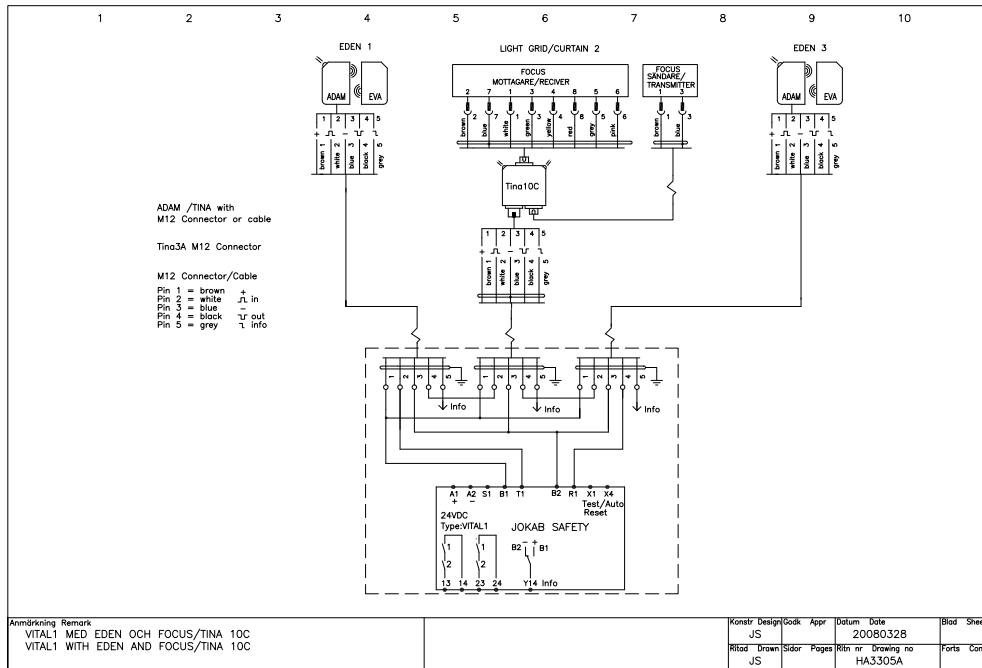 1 2 3 4 5 6 7 8 9 10
EDEN 1
LIGHT GRID/CURTAIN 2
EDEN 3
ADAM EVA
FOCUS
MOTTAGARE/RECIVER
2 7 1 3 4 8 5 6
FOCUS
SÄNDARE/
TRANSMITTER
1 3
ADAM EVA
1 2 3 4 5
+ –
brown 1
white 2
blue 3
black 4
grey 5
brown 2
blue 7
white 1
green 3
yellow 4
red 8
grey 5
pink 6
brown 1
blue 3
1 2 3 4 5
+ –
brown 1
white 2
blue 3
black 4
grey 5
Tina10C
1 2 3 4 5
+ –
brown 1
white 2
blue 3
black 4
grey 5
ADAM /TINA with
M12 Connector or cable
Tina3A M12 Connector
M12 Connector/Cable
Pin 1 = brown +
Pin 2 = white in
Pin 3 = blue –
Pin 4 = black out
Pin 5 = grey info
1 2 3 4 5
1 2 3 4 5
1 2 3 4 5
Info
Info
Info
A1 A2 S1 B1 T1 B2 R1 X1 X4
+ –
Test/Auto
Reset
24VDC
Type:VITAL1
JOKAB SAFETY
1 1
2 2
B2 – + B1
13 14 23 24 Y14 Info
Anmärkning Remark
VITAL1 MED EDEN OCH FOCUS/TINA 10C
VITAL1 WITH EDEN AND FOCUS/TINA 10C
Konstr Design Godk Appr Datum Date Blad Shee
JS 20080328
Ritad Drawn Sidor Pages Ritn nr Drawing no Forts Con
JS HA3305A